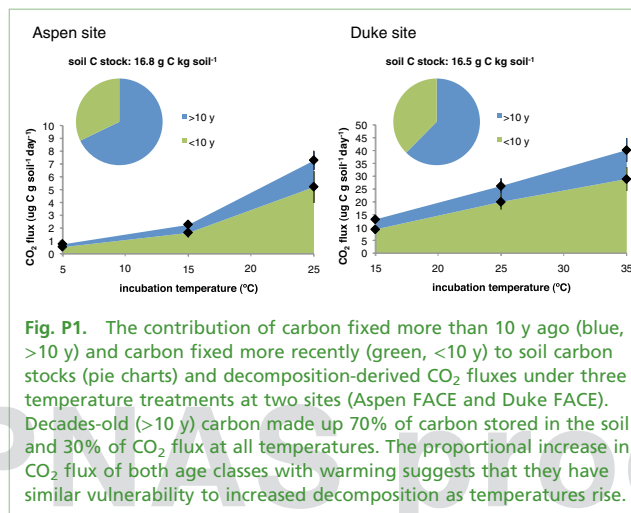 Aspen site
Duke site
soil C stock: 16.8 g C kg soil⁻¹
soil C stock: 16.5 g C kg soil⁻¹
>10 y
<10 y
>10 y
<10 y
CO₂ flux (ug C g soil⁻¹ day⁻¹)
10
9
8
7
6
5
4
3
2
1
0
5 10 15 20 25
incubation temperature (°C)
CO₂ flux (ug C g soil⁻¹ day⁻¹)
50
45
40
35
30
25
20
15
10
5
0
15 20 25 30 35
incubation temperature (°C)
Fig. P1. The contribution of carbon fixed more than 10 y ago (blue,
>10 y) and carbon fixed more recently (green, <10 y) to soil carbon
stocks (pie charts) and decomposition-derived CO₂ fluxes under three
temperature treatments at two sites (Aspen FACE and Duke FACE).
Decades-old (>10 y) carbon made up 70% of carbon stored in the soil
and 30% of CO₂ flux at all temperatures. The proportional increase in
CO₂ flux of both age classes with warming suggests that they have
similar vulnerability to increased decomposition as temperatures rise.